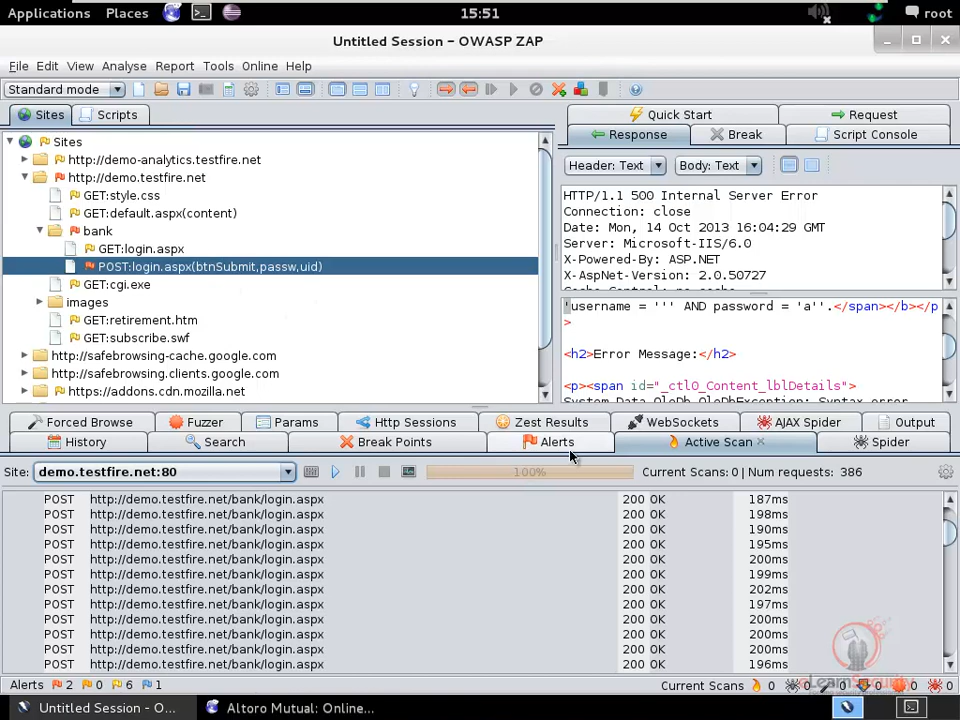 Applications Places 15:51 root
Untitled Session - OWASP ZAP
File Edit View Analyse Report Tools Online Help
Standard mode
Sites Scripts
Quick Start Request
Response Break Script Console
Sites
http://demo-analytics.testfire.net
http://demo.testfire.net
GET:style.css
GET:default.aspx(content)
bank
GET:login.aspx
POST:login.aspx(btnSubmit,passw,uid)
GET:cgi.exe
images
GET:retirement.htm
GET:subscribe.swf
http://safebrowsing-cache.google.com
http://safebrowsing.clients.google.com
https://addons.cdn.mozilla.net
Header: Text Body: Text
HTTP/1.1 500 Internal Server Error
Connection: close
Date: Mon, 14 Oct 2013 16:04:29 GMT
Server: Microsoft-IIS/6.0
X-Powered-By: ASP.NET
X-AspNet-Version: 2.0.50727
Cache-Control: no-cache
'username = ''' AND password = 'a''.</span></b></p
>
<h2>Error Message:</h2>
<p><span id="_ctl0_Content_lblDetails">
System.Data.OleDb.OleDbException: Syntax error
Forced Browse Fuzzer Params Http Sessions Zest Results WebSockets AJAX Spider Output
History Search Break Points Alerts Active Scan Spider
Site: demo.testfire.net:80 100% Current Scans:0 Num requests: 386
POST http://demo.testfire.net/bank/login.aspx 200 OK 187ms
POST http://demo.testfire.net/bank/login.aspx 200 OK 198ms
POST http://demo.testfire.net/bank/login.aspx 200 OK 190ms
POST http://demo.testfire.net/bank/login.aspx 200 OK 195ms
POST http://demo.testfire.net/bank/login.aspx 200 OK 200ms
POST http://demo.testfire.net/bank/login.aspx 200 OK 199ms
POST http://demo.testfire.net/bank/login.aspx 200 OK 202ms
POST http://demo.testfire.net/bank/login.aspx 200 OK 197ms
POST http://demo.testfire.net/bank/login.aspx 200 OK 200ms
POST http://demo.testfire.net/bank/login.aspx 200 OK 200ms
POST http://demo.testfire.net/bank/login.aspx 200 OK 200ms
POST http://demo.testfire.net/bank/login.aspx 200 OK 196ms
eLearnSecurity
Alerts 2 0 6 1 Current Scans 0 0 0 0 0 0
Untitled Session - O... Altoro Mutual: Online...